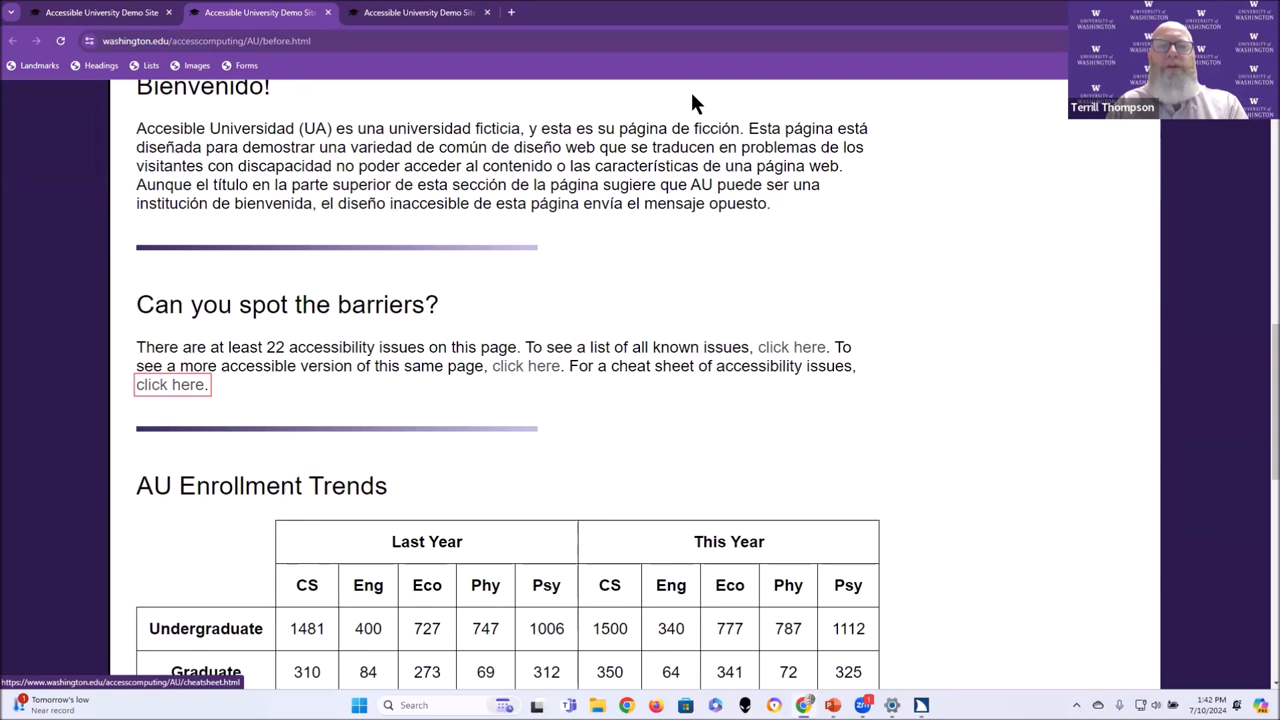 Accessible University Demo Site
Accessible University Demo Site
Accessible University Demo Sit
washington.edu/accesscomputing/AU/before.html
Landmarks
Headings
Lists
Images
Forms
UNIVERSITY of WASHINGTON
Terrill Thompson
Bienvenido!
Accesible Universidad (UA) es una universidad ficticia, y esta es su página de ficción. Esta página está
diseñada para demostrar una variedad de común de diseño web que se traducen en problemas de los
visitantes con discapacidad no poder acceder al contenido o las características de una página web.
Aunque el título en la parte superior de esta sección de la página sugiere que AU puede ser una
institución de bienvenida, el diseño inaccesible de esta página envía el mensaje opuesto.
Can you spot the barriers?
There are at least 22 accessibility issues on this page. To see a list of all known issues, click here. To
see a more accessible version of this same page, click here. For a cheat sheet of accessibility issues,
click here.
AU Enrollment Trends
Last Year This Year
CS Eng Eco Phy Psy CS Eng Eco Phy Psy
Undergraduate 1481 400 727 747 1006 1500 340 777 787 1112
Graduate 310 84 273 69 312 350 64 341 72 325
https://www.washington.edu/accesscomputing/AU/cheatsheet.html
Tomorrow's low
Near record
Search
1:42 PM
7/10/2024